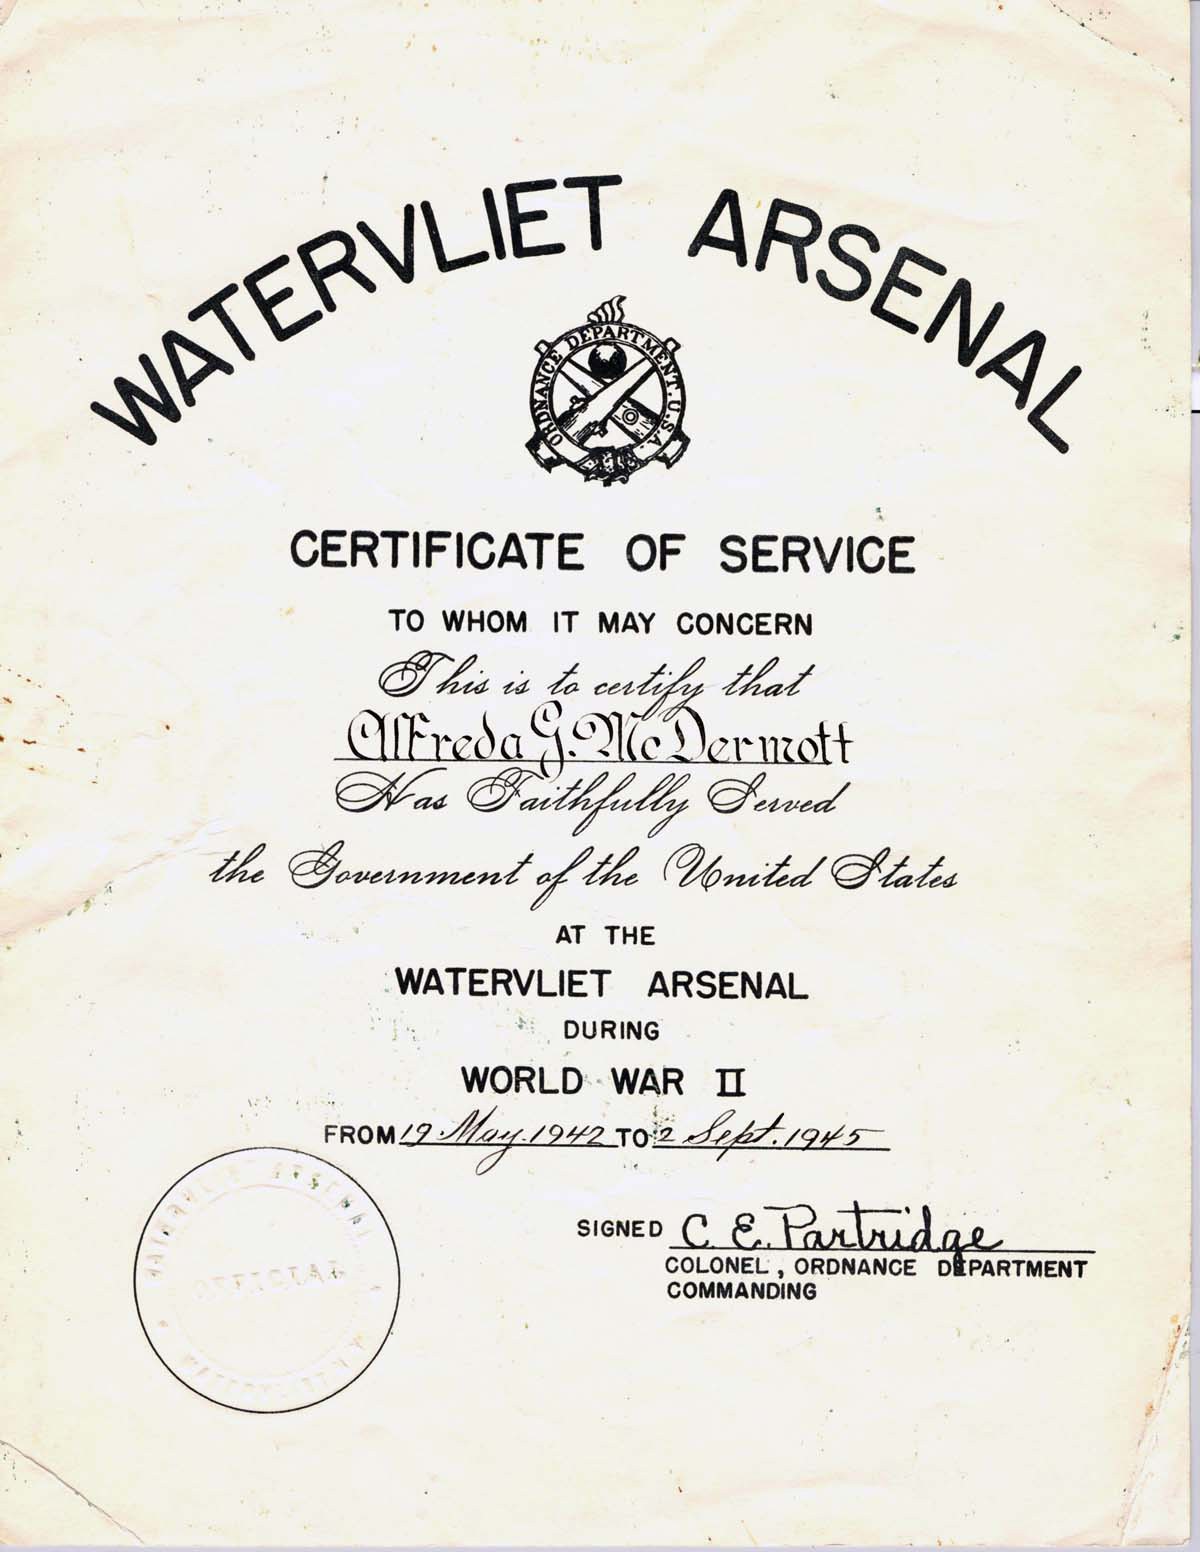 WATERVLIET ARSENAL
ORDNANCE DEPARTMENT. U.S.A.
CERTIFICATE OF SERVICE
TO WHOM IT MAY CONCERN
This is to certify that
Alfreda G. McDermott
Has Faithfully Served
the Government of the United States
AT THE
WATERVLIET ARSENAL
DURING
WORLD WAR II
FROM 19 May. 1942 TO 2 Sept. 1945
WATERVLIET ARSENAL
OFFICIAL
SIGNED C. E. Partridge
COLONEL, ORDNANCE DEPARTMENT
COMMANDING